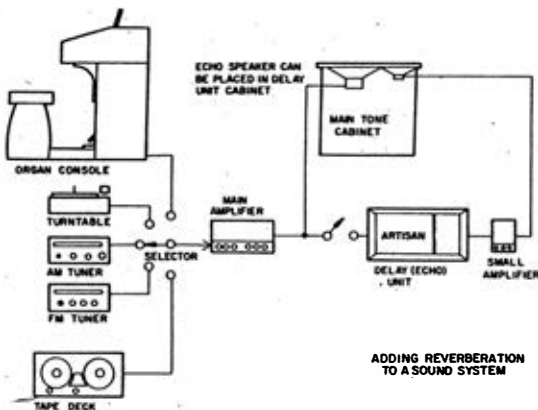 ECHO SPEAKER CAN
BE PLACED IN DELAY
UNIT CABINET
MAIN TONE
CABINET
ORGAN CONSOLE
TURNTABLE
MAIN
AMPLIFIER
SELECTOR
AM TUNER
FM TUNER
ARTISAN
DELAY (ECHO)
UNIT
SMALL
AMPLIFIER
TAPE DECK
ADDING REVERBERATION
TO A SOUND SYSTEM